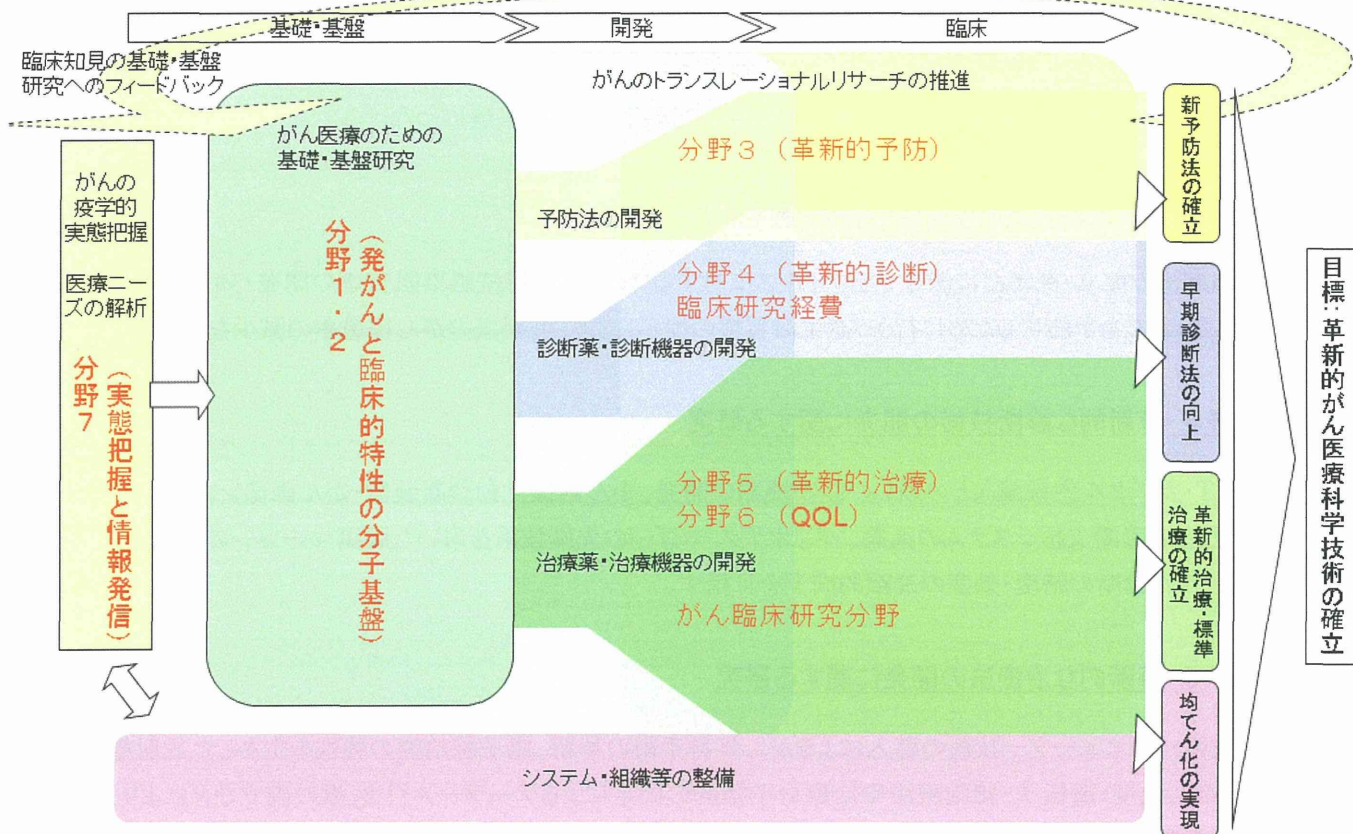 基礎・基盤
開発
臨床
臨床知見の基礎・基盤
研究へのフィードバック
がんのトランスレーショナルリサーチの推進
がんの
疫学的
実態把握
医療ニー
ズの解析
分野7
(実態把握と情報発信)
がん医療のための
基礎・基盤研究
分野1・2
(発がんと臨床的特性の分子基盤)
分野3 (革新的予防)
予防法の開発
分野4 (革新的診断)
臨床研究経費
診断薬・診断機器の開発
分野5 (革新的治療)
分野6 (QOL)
治療薬・治療機器の開発
がん臨床研究分野
システム・組織等の整備
新予防法の確立
早期診断法の向上
革新的治療・標準
治療の確立
均てん化の実現
目標:革新的がん医療科学技術の確立